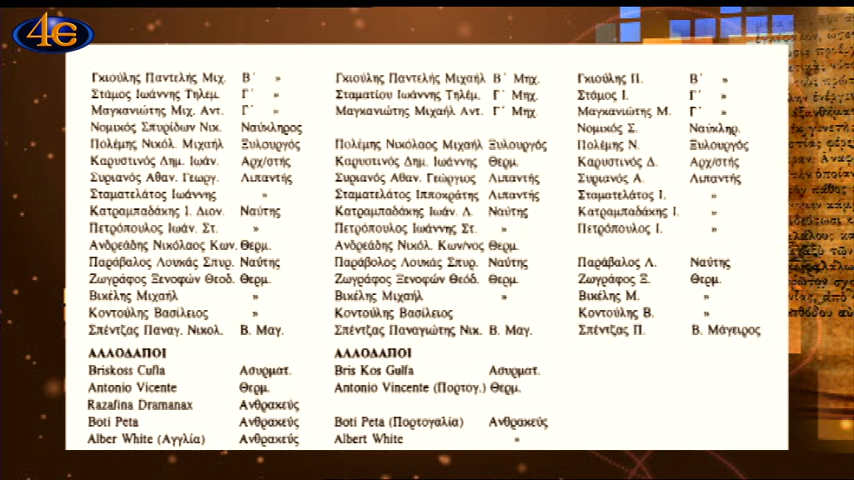 4Ε
Γκιούλης Παντελής Μιχ. Β΄ » Γκιούλης Παντελής Μιχαήλ Β΄ Μηχ. Γκιούλης Π. Β΄ »
Στάμος Ιωάννης Τηλεμ. Γ΄ » Σταματίου Ιωάννης Τηλέμ. Γ΄ Μηχ. Στάμος Ι. Γ΄ »
Μαγκανιώτης Μιχ. Αντ. Γ΄ » Μαγκανιώτης Μιχαήλ Αντ. Γ΄ Μηχ. Μαγκανιώτης Μ. Γ΄ »
Νομικός Σπυρίδων Νικ. Ναύκληρος Νομικός Σ. Ναύκληρ.
Πολέμης Νικόλ. Μιχαήλ Ξυλουργός Πολέμης Νικόλαος Μιχαήλ Ξυλουργός Πολέμης Ν. Ξυλουργός
Καρυστινός Δημ. Ιωάν. Αρχ/στής Καρυστινός Δημ. Ιωάννης Θερμ. Καρυστινός Δ. Αρχ/στής
Συριανός Αθαν. Γεωργ. Λιπαντής Συριανός Αθαν. Γεώργιος Λιπαντής Συριανός Α. Λιπαντής
Σταματελάτος Ιωάννης » Σταματελάτος Ιπποκράτης Λιπαντής Σταματελάτος Ι. »
Κατραμπαδάκης Ι. Διον. Ναύτης Κατραμπαδάκης Ιωάν. Δ. Ναύτης Κατραμπαδάκης Ι. »
Πετρόπουλος Ιωάν. Στ. » Πετρόπουλος Ιωάννης Στ. » Πετρόπουλος Ι. »
Ανδρεάδης Νικόλαος Κων. Θερμ. Ανδρεάδης Νικόλ. Κων/νος Θερμ.
Παράβαλος Λουκάς Σπυρ. Ναύτης Παράβολος Λουκάς Σπυρ. Ναύτης Παράβαλος Λ. Ναύτης
Ζωγράφος Ξενοφών Θεοδ. Θερμ. Ζωγράφος Ξενοφών Θεόδ. Θερμ. Ζωγράφος Ξ. Θερμ.
Βικέλης Μιχαήλ » Βικέλης Μιχαήλ » Βικέλης Μ. »
Κοντούλης Βασίλειος » Κοντούλης Βασίλειος Κοντούλης Β. »
Σπέντζας Παναγ. Νικολ. Β. Μαγ. Σπέντζας Παναγιώτης Νικ. Β. Μαγ. Σπέντζας Π. Β. Μάγειρος
ΑΛΛΟΔΑΠΟΙ ΑΛΛΟΔΑΠΟΙ
Briskoss Cufla Ασυρματ. Bris Kos Gulfa Ασυρματ.
Antonio Vicente Θερμ. Antonio Vincente (Πορτογ.) Θερμ.
Razafina Dramanax Ανθρακεύς
Boti Peta Ανθρακεύς Boti Peta (Πορτογαλία) Ανθρακεύς
Alber White (Αγγλία) Ανθρακεύς Albert White »